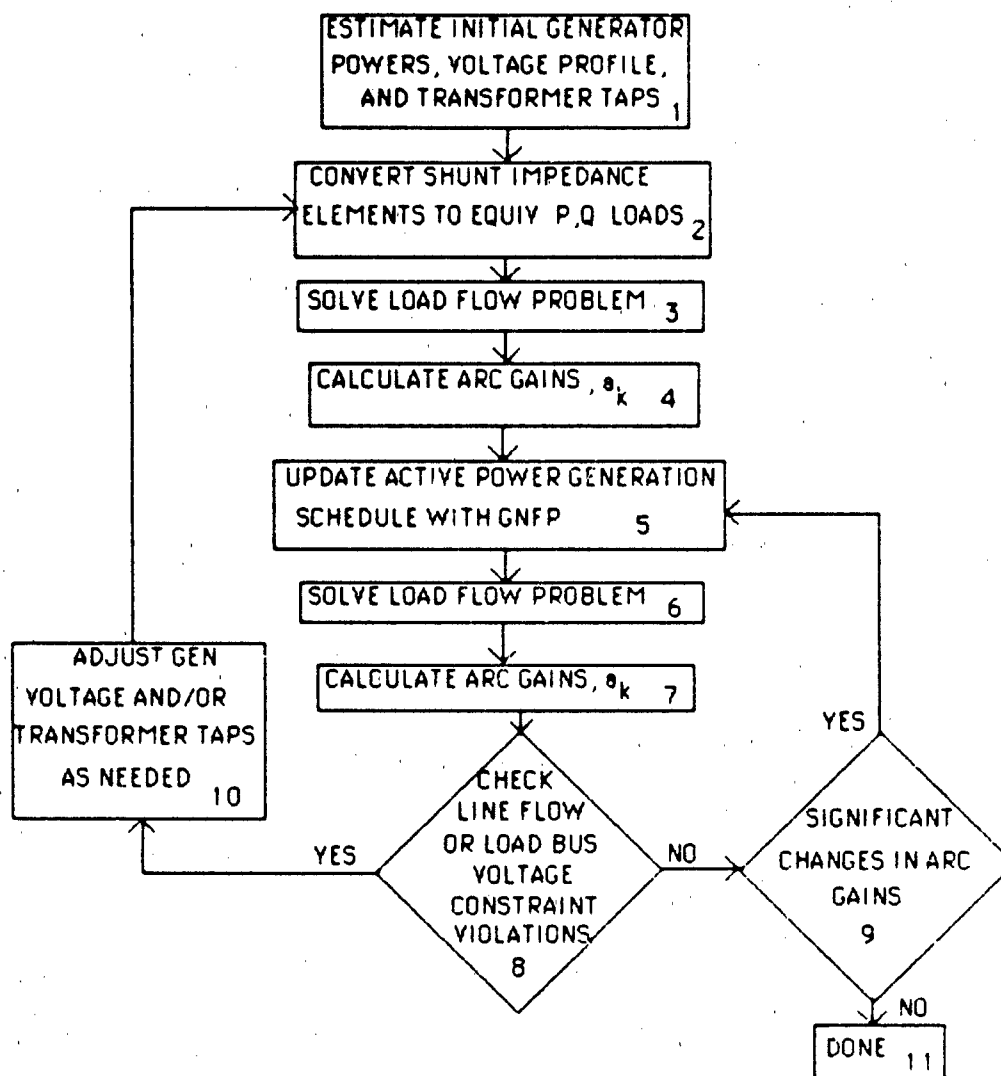 ESTIMATE INITIAL GENERATOR
POWERS, VOLTAGE PROFILE,
AND TRANSFORMER TAPS 1
CONVERT SHUNT IMPEDANCE
ELEMENTS TO EQUIV P,Q LOADS 2
SOLVE LOAD FLOW PROBLEM 3
CALCULATE ARC GAINS, ak 4
UPDATE ACTIVE POWER GENERATION
SCHEDULE WITH GNFP 5
SOLVE LOAD FLOW PROBLEM 6
CALCULATE ARC GAINS, ak 7
CHECK
LINE FLOW
OR LOAD BUS
VOLTAGE
CONSTRAINT
VIOLATIONS
8
YES
NO
ADJUST GEN
VOLTAGE AND/OR
TRANSFORMER TAPS
AS NEEDED 10
YES
SIGNIFICANT
CHANGES IN ARC
GAINS
9
NO
DONE 11